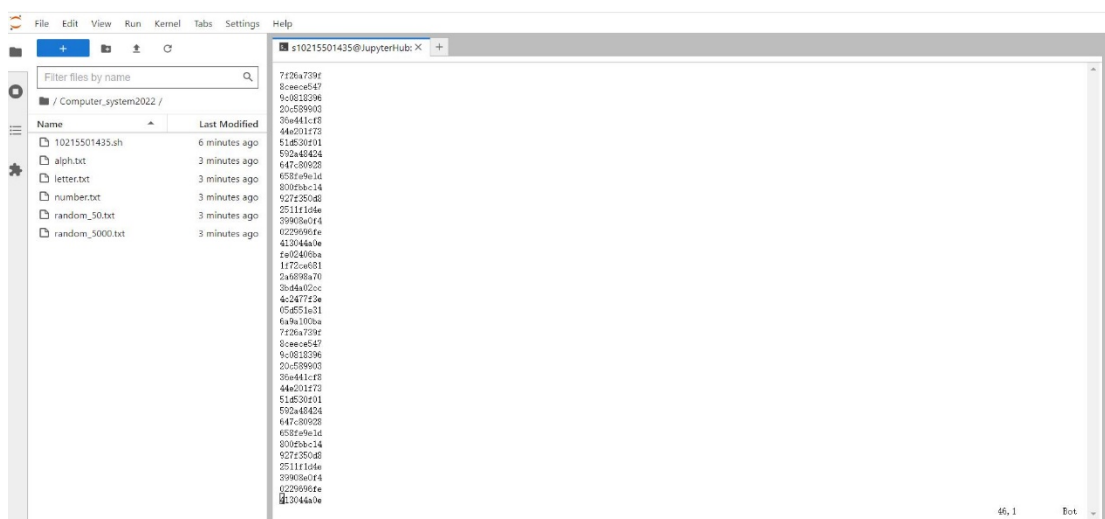 File Edit View Run Kernel Tabs Settings Help
+
Filter files by name
/ Computer_system2022 /
Name Last Modified
10215501435.sh 6 minutes ago
alph.txt 3 minutes ago
letter.txt 3 minutes ago
number.txt 3 minutes ago
random_50.txt 3 minutes ago
random_5000.txt 3 minutes ago
s10215501435@JupyterHub: × +
7f26a739f
8ceece547
9c0818396
20c589903
36e441cf8
44e201f73
51d530f01
592a48424
647c80928
658fe9e1d
800fbbc14
927f350d8
2511f1d4e
39908e0f4
0229696fe
413044a0e
fe02406ba
1f72ce681
2a6898a70
3bd4a02cc
4c2477f3e
05d551e31
6a9a100ba
7f26a739f
8ceece547
9c0818396
20c589903
36e441cf8
44e201f73
51d530f01
592a48424
647c80928
658fe9e1d
800fbbc14
927f350d8
2511f1d4e
39908e0f4
0229696fe
413044a0e
46,1 Bot